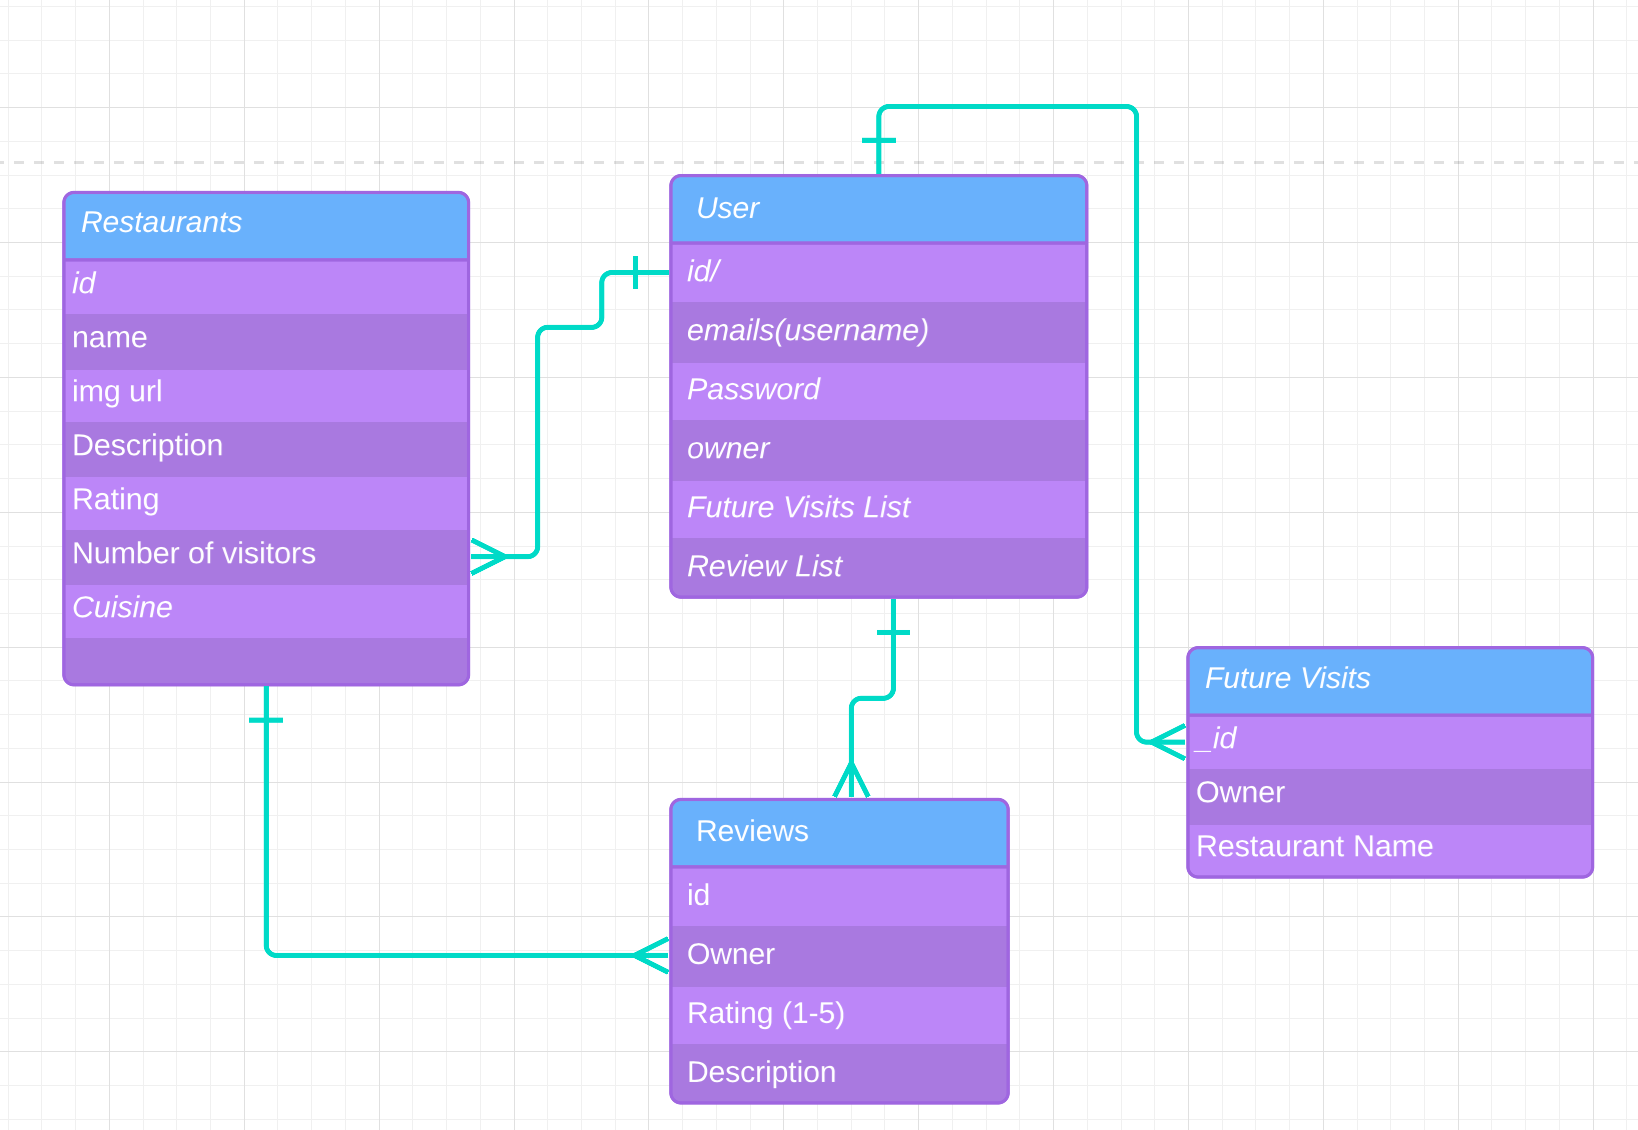 Restaurants
id
name
img url
Description
Rating
Number of visitors
Cuisine
User
id/
emails(username)
Password
owner
Future Visits List
Review List
Reviews
id
Owner
Rating (1-5)
Description
Future Visits
_id
Owner
Restaurant Name